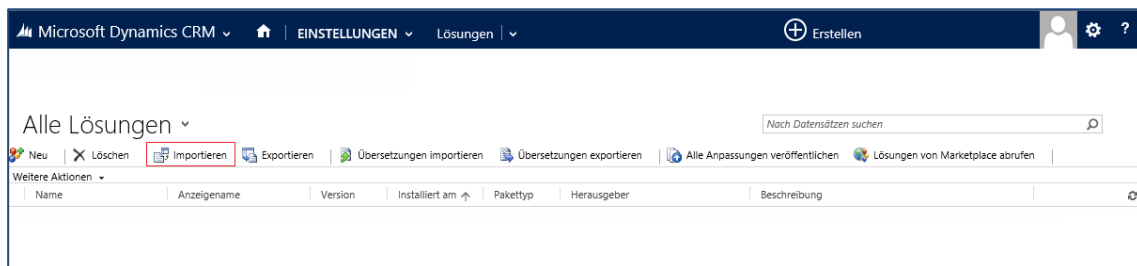 Microsoft Dynamics CRM EINSTELLUNGEN Lösungen Erstellen ?
Alle Lösungen
Nach Datensätzen suchen
Neu Löschen Importieren Exportieren Übersetzungen importieren Übersetzungen exportieren Alle Anpassungen veröffentlichen Lösungen von Marketplace abrufen
Weitere Aktionen
Name Anzeigename Version Installiert am Pakettyp Herausgeber Beschreibung